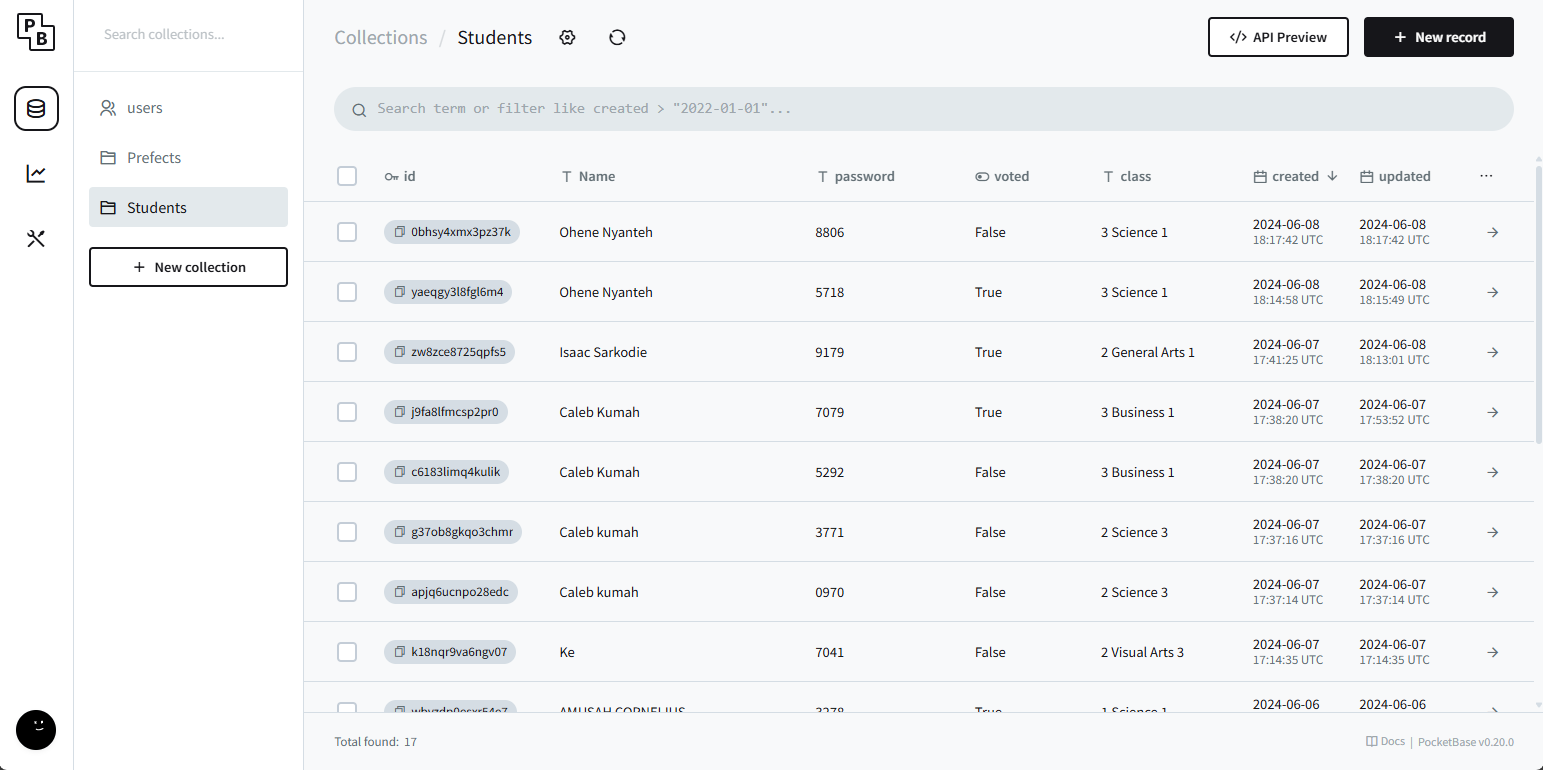 PB
Search collections...
users
Prefects
Students
+ New collection
Collections / Students
</> API Preview
+ New record
Search term or filter like created > "2022-01-01"...
id Name password voted class created updated
0bhsy4xmx3pz37k Ohene Nyanteh 8806 False 3 Science 1 2024-06-08 2024-06-08
18:17:42 UTC 18:17:42 UTC
yaeqgy3l8fgl6m4 Ohene Nyanteh 5718 True 3 Science 1 2024-06-08 2024-06-08
18:14:58 UTC 18:15:49 UTC
zw8zce8725qpfs5 Isaac Sarkodie 9179 True 2 General Arts 1 2024-06-07 2024-06-08
17:41:25 UTC 18:13:01 UTC
j9fa8lfmcsp2pr0 Caleb Kumah 7079 True 3 Business 1 2024-06-07 2024-06-07
17:38:20 UTC 17:53:52 UTC
c6183limq4kulik Caleb Kumah 5292 False 3 Business 1 2024-06-07 2024-06-07
17:38:20 UTC 17:38:20 UTC
g37ob8gkqo3chmr Caleb kumah 3771 False 2 Science 3 2024-06-07 2024-06-07
17:37:16 UTC 17:37:16 UTC
apjq6ucnpo28edc Caleb kumah 0970 False 2 Science 3 2024-06-07 2024-06-07
17:37:14 UTC 17:37:14 UTC
k18nqr9va6ngv07 Ke 7041 False 2 Visual Arts 3 2024-06-07 2024-06-07
17:14:35 UTC 17:14:35 UTC
AMUSAH CORNELIUS 3278 True 1 Science 1 2024-06-06 2024-06-06
Total found: 17
Docs | PocketBase v0.20.0